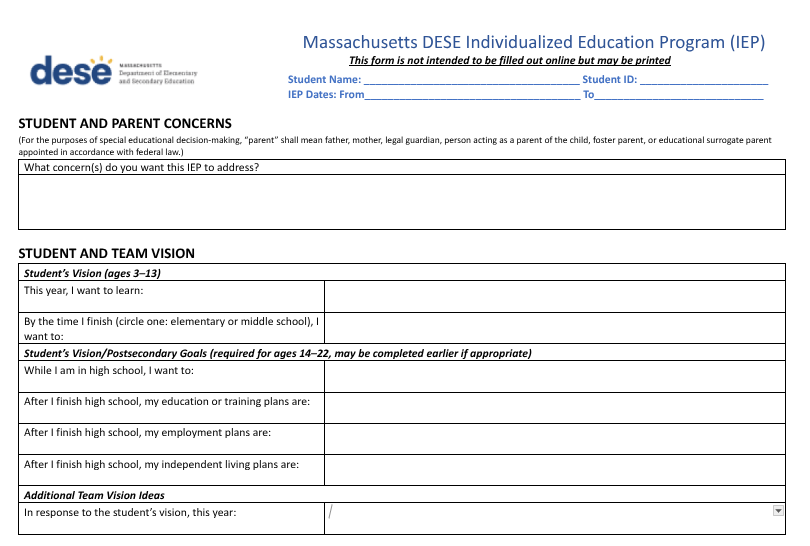 Massachusetts DESE Individualized Education Program (IEP)
This form is not intended to be filled out online but may be printed
dese
MASSACHUSETTS
Department of Elementary
and Secondary Education
Student Name: ____________________________________ Student ID: _____________________
IEP Dates: From____________________________________ To____________________________
STUDENT AND PARENT CONCERNS
(For the purposes of special educational decision-making, “parent” shall mean father, mother, legal guardian, person acting as a parent of the child, foster parent, or educational surrogate parent
appointed in accordance with federal law.)
What concern(s) do you want this IEP to address?
STUDENT AND TEAM VISION
Student’s Vision (ages 3–13)
This year, I want to learn:
By the time I finish (circle one: elementary or middle school), I
want to:
Student’s Vision/Postsecondary Goals (required for ages 14–22, may be completed earlier if appropriate)
While I am in high school, I want to:
After I finish high school, my education or training plans are:
After I finish high school, my employment plans are:
After I finish high school, my independent living plans are:
Additional Team Vision Ideas
In response to the student’s vision, this year: